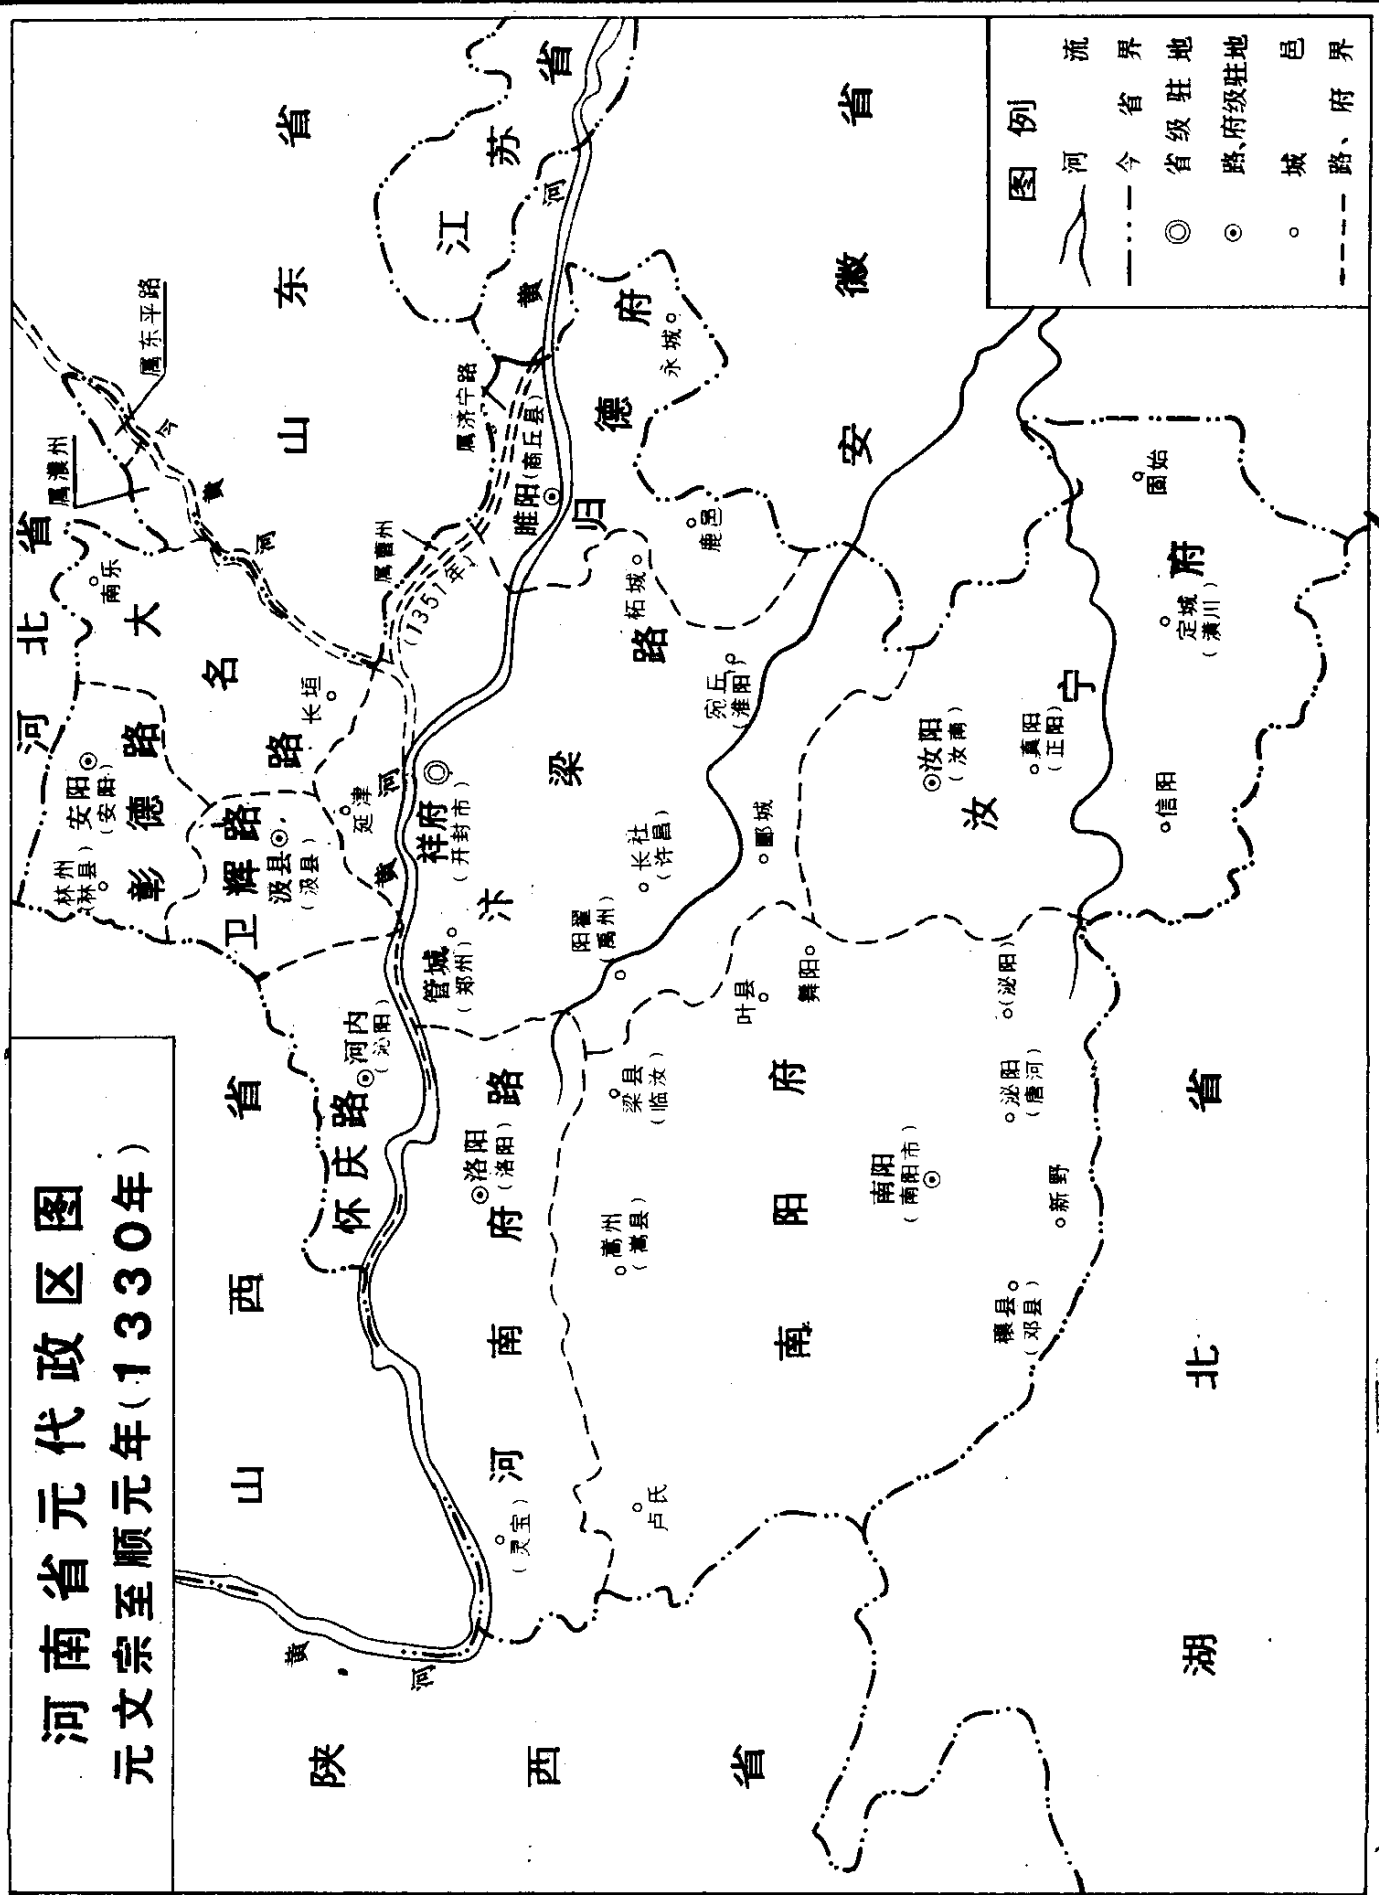 河南省元代政区图
元文宗至顺元年(1330年)
图例
河流
今省界
省级驻地
路、府级驻地
城邑
路、府界
河北省
山东省
江苏省
安徽省
湖北省
陕西省
山西省
大名路
彰德路
卫辉路
怀庆路
河南府路
汴梁路
归德府
南阳府
汝宁府
属濮州
属东平路
属曹州
属济宁路
今黄河
(1351年)
黄河
黄河
黄河
南乐
长垣
安阳
(安阳)
林州
(林县)
汲县
(汲县)
延津
河内
(沁阳)
祥府
(开封市)
管城
(郑州)
阳翟
(禹州)
长社
(许昌)
郾城
宛丘
(淮阳)
柘城
鹿邑
睢阳(商丘县)
永城
洛阳
(洛阳)
(灵宝)
卢氏
嵩州
(嵩县)
梁县
(临汝)
叶县
舞阳
南阳
(南阳市)
(泌阳)
泌阳
(唐河)
新野
穰县
(邓县)
汝阳
(汝南)
真阳
(正阳)
信阳
定城
(潢川)
固始